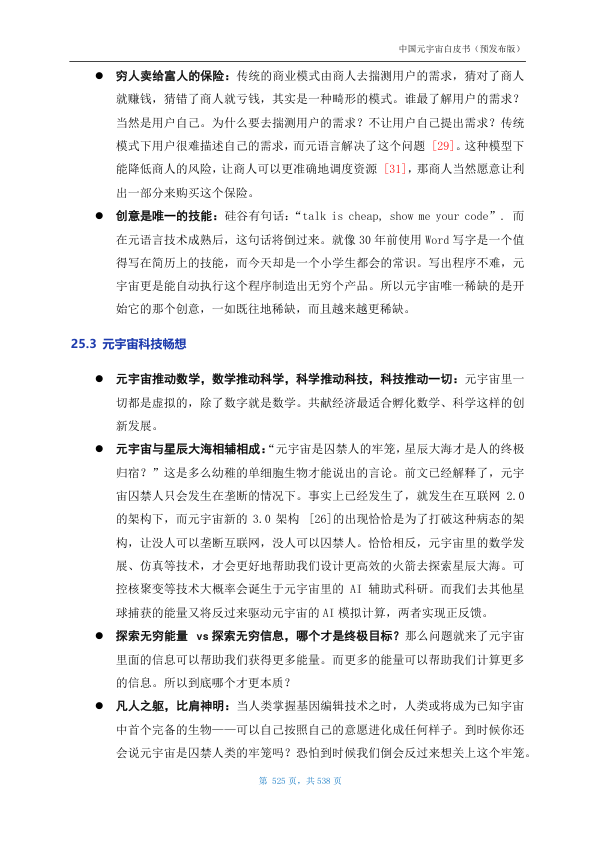 中国元宇宙白皮书（预发布版）
● 穷人卖给富人的保险：传统的商业模式由商人去揣测用户的需求，猜对了商人
就赚钱，猜错了商人就亏钱，其实是一种畸形的模式。谁最了解用户的需求？
当然是用户自己。为什么要去揣测用户的需求？不让用户自己提出需求？传统
模式下用户很难描述自己的需求，而元语言解决了这个问题 [29]。这种模型下
能降低商人的风险，让商人可以更准确地调度资源 [31]，那商人当然愿意让利
出一部分来购买这个保险。
● 创意是唯一的技能：硅谷有句话：“talk is cheap, show me your code”. 而
在元语言技术成熟后，这句话将倒过来。就像 30 年前使用 Word 写字是一个值
得写在简历上的技能，而今天却是一个小学生都会的常识。写出程序不难，元
宇宙更是能自动执行这个程序制造出无穷个产品。所以元宇宙唯一稀缺的是开
始它的那个创意，一如既往地稀缺，而且越来越更稀缺。
25.3 元宇宙科技畅想
● 元宇宙推动数学，数学推动科学，科学推动科技，科技推动一切：元宇宙里一
切都是虚拟的，除了数字就是数学。共献经济最适合孵化数学、科学这样的创
新发展。
● 元宇宙与星辰大海相辅相成：“元宇宙是囚禁人的牢笼，星辰大海才是人的终极
归宿？”这是多么幼稚的单细胞生物才能说出的言论。前文已经解释了，元宇
宙囚禁人只会发生在垄断的情况下。事实上已经发生了，就发生在互联网 2.0
的架构下，而元宇宙新的 3.0 架构 [26]的出现恰恰是为了打破这种病态的架
构，让没人可以垄断互联网，没人可以囚禁人。恰恰相反，元宇宙里的数学发
展、仿真等技术，才会更好地帮助我们设计更高效的火箭去探索星辰大海。可
控核聚变等技术大概率会诞生于元宇宙里的 AI 辅助式科研。而我们去其他星
球捕获的能量又将反过来驱动元宇宙的 AI 模拟计算，两者实现正反馈。
● 探索无穷能量 vs 探索无穷信息，哪个才是终极目标？那么问题就来了元宇宙
里面的信息可以帮助我们获得更多能量。而更多的能量可以帮助我们计算更多
的信息。所以到底哪个才更本质？
● 凡人之躯，比肩神明：当人类掌握基因编辑技术之时，人类或将成为已知宇宙
中首个完备的生物——可以自己按照自己的意愿进化成任何样子。到时候你还
会说元宇宙是囚禁人类的牢笼吗？恐怕到时候我们倒会反过来想关上这个牢笼。
第 525 页，共 538 页